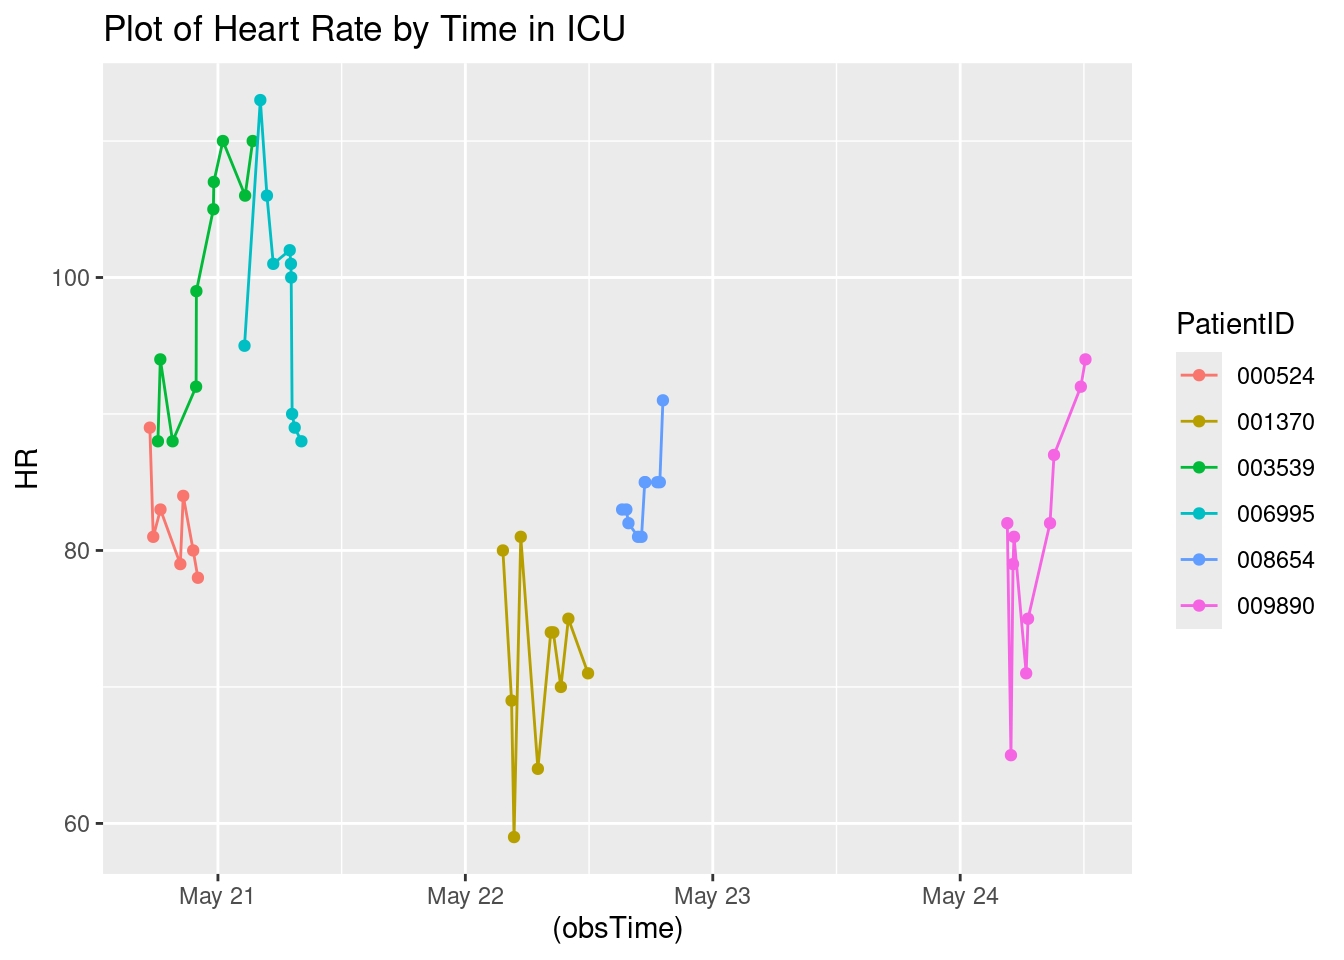 Plot of Heart Rate by Time in ICU
HR
100
80
60
May 21
May 22
May 23
May 24
(obsTime)
PatientID
000524
001370
003539
006995
008654
009890